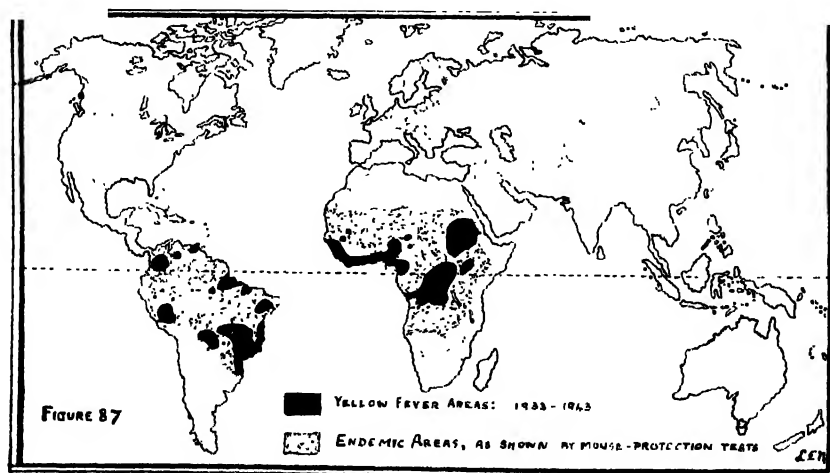 FIGURE 87
YELLOW FEVER AREAS: 1933-1943
ENDEMIC AREAS, AS SHOWN BY MOUSE-PROTECTION TESTS